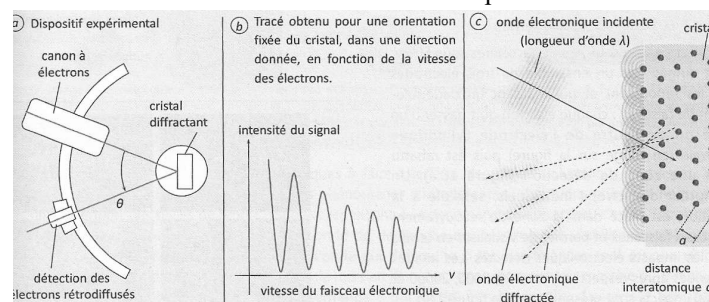 a Dispositif expérimental
canon à
électrons
cristal
diffractant
θ
détection des
électrons rétrodiffusés
b Tracé obtenu pour une orientation
fixée du cristal, dans une direction
donnée, en fonction de la vitesse
des électrons.
intensité du signal
v
vitesse du faisceau électronique
c onde électronique incidente
(longueur d'onde λ)
crista
a
onde électronique
diffractée
distance
interatomique